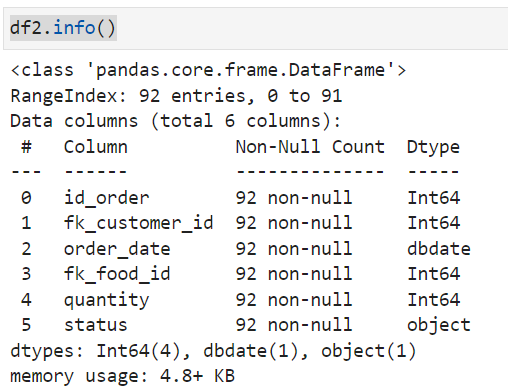 df2.info()
<class 'pandas.core.frame.DataFrame'>
RangeIndex: 92 entries, 0 to 91
Data columns (total 6 columns):
 #   Column          Non-Null Count  Dtype
---  ------          --------------  -----
 0   id_order        92 non-null     Int64
 1   fk_customer_id  92 non-null     Int64
 2   order_date      92 non-null     dbdate
 3   fk_food_id      92 non-null     Int64
 4   quantity        92 non-null     Int64
 5   status          92 non-null     object
dtypes: Int64(4), dbdate(1), object(1)
memory usage: 4.8+ KB